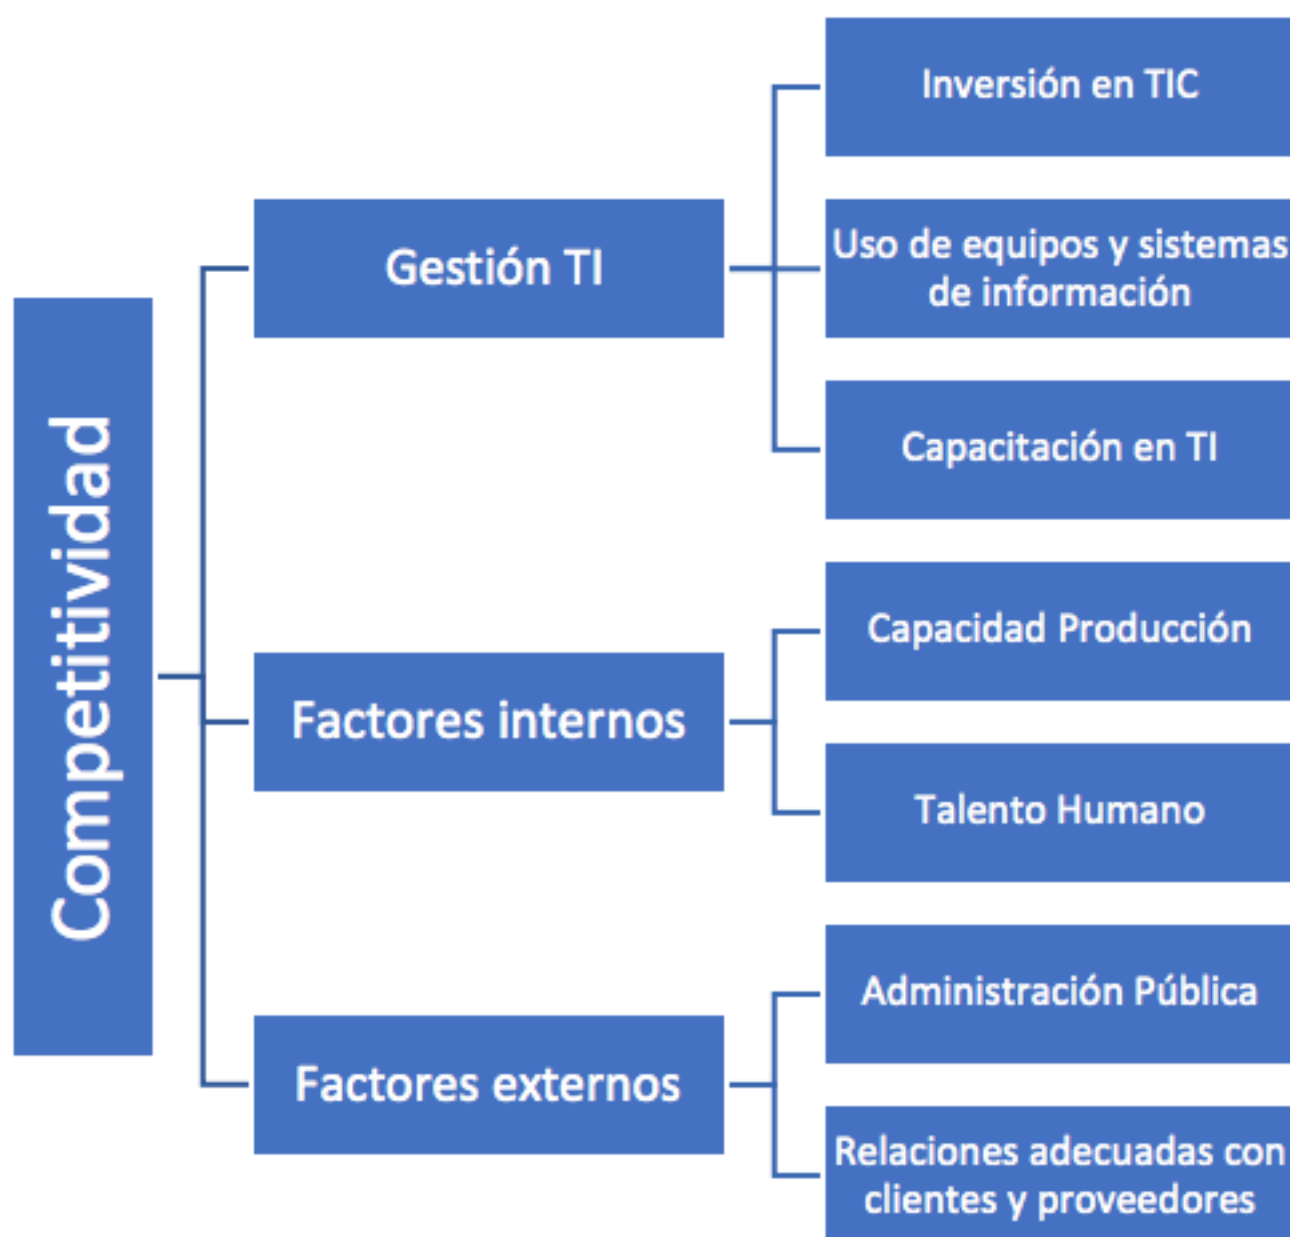 Competitividad
Gestión TI
Inversión en TIC
Uso de equipos y sistemas
de información
Capacitación en TI
Factores internos
Capacidad Producción
Talento Humano
Factores externos
Administración Pública
Relaciones adecuadas con
clientes y proveedores